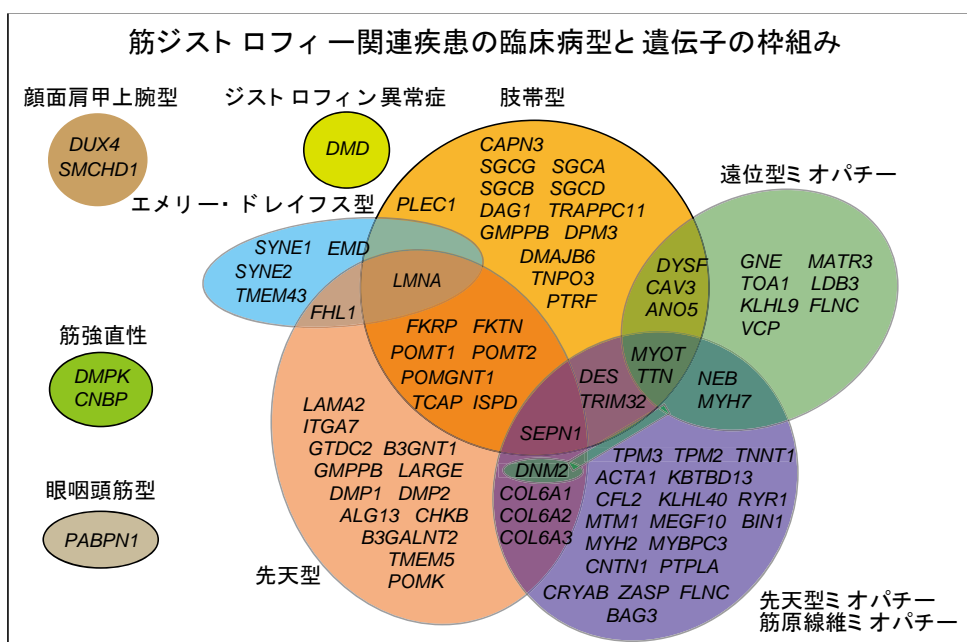 筋ジストロフィー関連疾患の臨床病型と遺伝子の枠組み
顔面肩甲上腕型
DUX4
SMCHD1
ジストロフィン異常症
DMD
肢帯型
CAPN3
SGCG SGCA
SGCB SGCD
DAG1 TRAPPC11
GMPPB DPM3
DMAJB6
TNPO3
PTRF
PLEC1
エメリー・ドレイフス型
SYNE1 EMD
SYNE2
TMEM43
FHL1
LMNA
遠位型ミオパチー
DYSF
CAV3
ANO5
GNE MATR3
TOA1 LDB3
KLHL9 FLNC
VCP
MYOT
TTN
NEB
MYH7
DES
TRIM32
FKRP FKTN
POMT1 POMT2
POMGNT1
TCAP ISPD
SEPN1
DNM2
COL6A1
COL6A2
COL6A3
筋強直性
DMPK
CNBP
眼咽頭筋型
PABPN1
LAMA2
ITGA7
GTDC2 B3GNT1
GMPPB LARGE
DMP1 DMP2
ALG13 CHKB
B3GALNT2
TMEM5
POMK
先天型
TPM3 TPM2 TNNT1
ACTA1 KBTBD13
CFL2 KLHL40 RYR1
MTM1 MEGF10 BIN1
MYH2 MYBPC3
CNTN1 PTPLA
CRYAB ZASP FLNC
BAG3
先天型ミオパチー
筋原線維ミオパチー